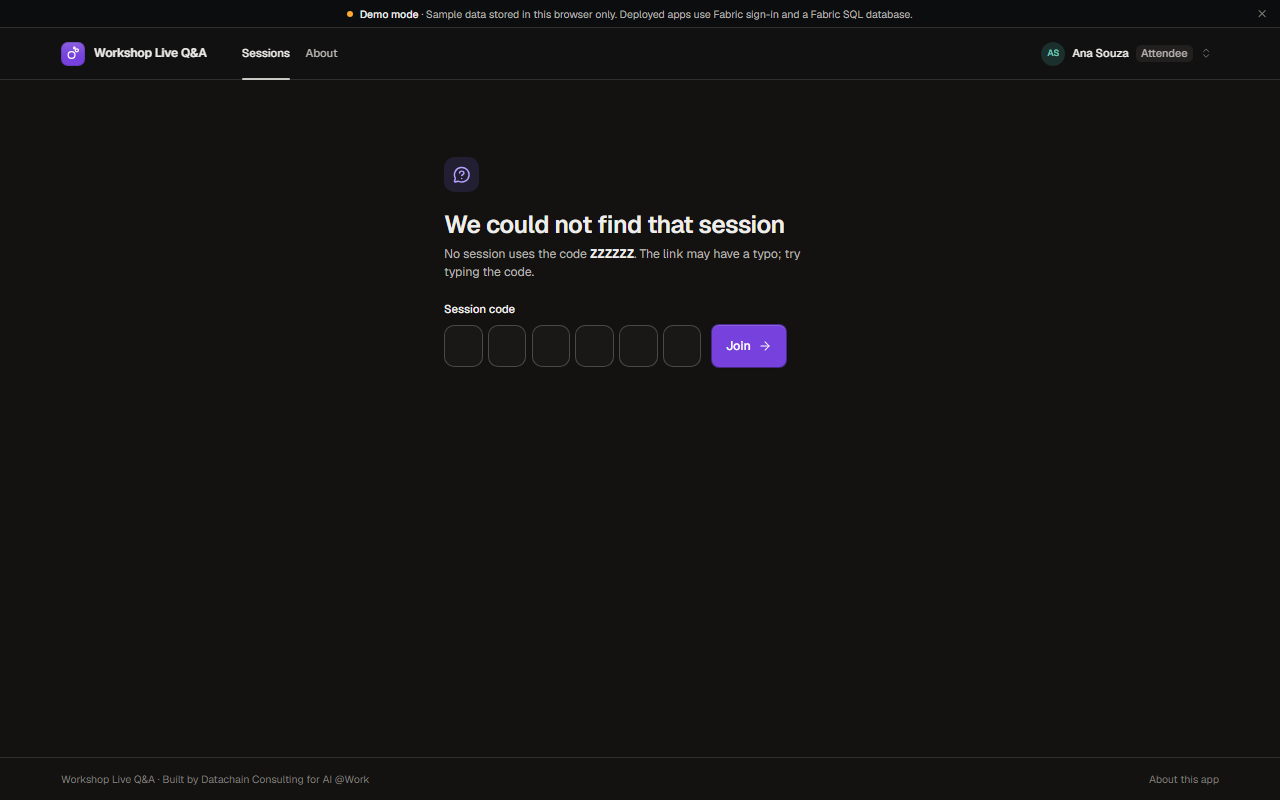 Demo mode · Sample data stored in this browser only. Deployed apps use Fabric sign-in and a Fabric SQL database.
Workshop Live Q&A
Sessions
About
AS
Ana Souza
Attendee
We could not find that session
No session uses the code ZZZZZZ. The link may have a typo; try
typing the code.
Session code
Join
Workshop Live Q&A · Built by Datachain Consulting for AI @Work
About this app